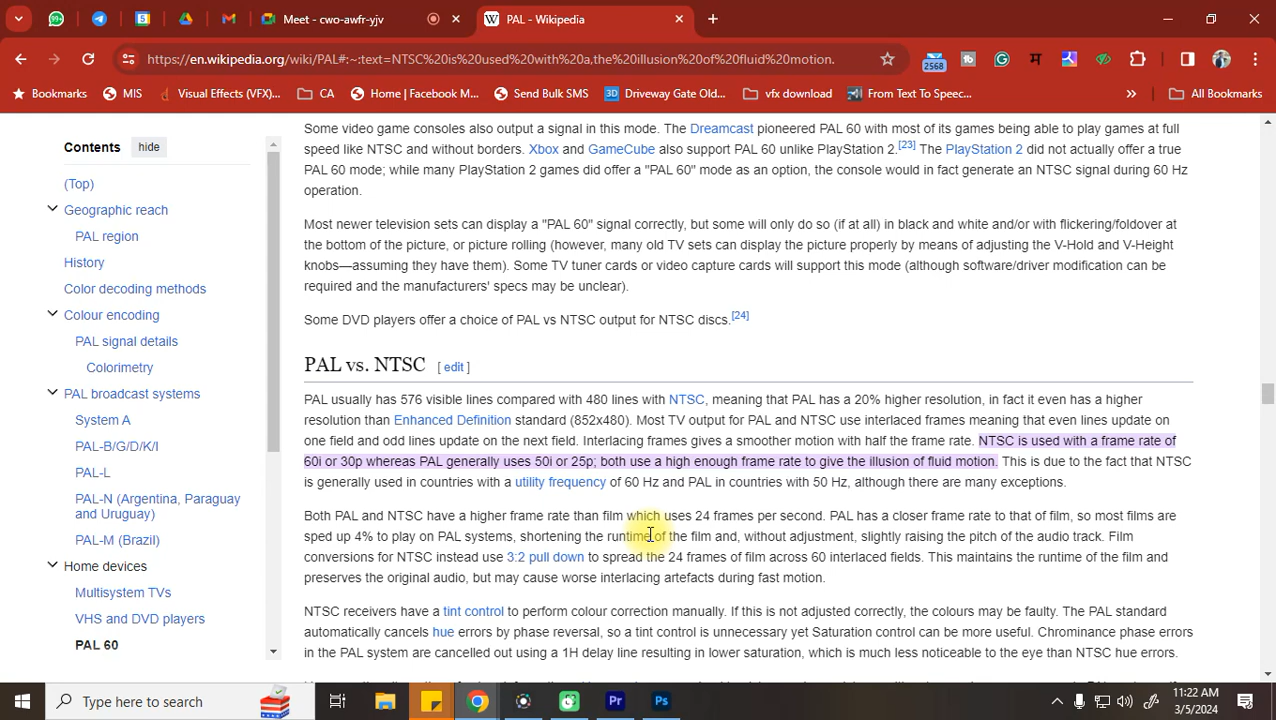 Meet - cwo-awfr-yjv
PAL - Wikipedia
https://en.wikipedia.org/wiki/PAL#:~:text=NTSC%20is%20used%20with%20a,the%20illusion%20of%20fluid%20motion.
2568
Bookmarks MIS Visual Effects (VFX)... CA Home | Facebook M... Send Bulk SMS Driveway Gate Old... vfx download From Text To Speec... All Bookmarks
Contents hide
(Top)
Geographic reach
PAL region
History
Color decoding methods
Colour encoding
PAL signal details
Colorimetry
PAL broadcast systems
System A
PAL-B/G/D/K/I
PAL-L
PAL-N (Argentina, Paraguay
and Uruguay)
PAL-M (Brazil)
Home devices
Multisystem TVs
VHS and DVD players
PAL 60
Some video game consoles also output a signal in this mode. The Dreamcast pioneered PAL 60 with most of its games being able to play games at full
speed like NTSC and without borders. Xbox and GameCube also support PAL 60 unlike PlayStation 2.[23] The PlayStation 2 did not actually offer a true
PAL 60 mode; while many PlayStation 2 games did offer a "PAL 60" mode as an option, the console would in fact generate an NTSC signal during 60 Hz
operation.
Most newer television sets can display a "PAL 60" signal correctly, but some will only do so (if at all) in black and white and/or with flickering/foldover at
the bottom of the picture, or picture rolling (however, many old TV sets can display the picture properly by means of adjusting the V-Hold and V-Height
knobs—assuming they have them). Some TV tuner cards or video capture cards will support this mode (although software/driver modification can be
required and the manufacturers' specs may be unclear).
Some DVD players offer a choice of PAL vs NTSC output for NTSC discs.[24]
PAL vs. NTSC [ edit ]
PAL usually has 576 visible lines compared with 480 lines with NTSC, meaning that PAL has a 20% higher resolution, in fact it even has a higher
resolution than Enhanced Definition standard (852x480). Most TV output for PAL and NTSC use interlaced frames meaning that even lines update on
one field and odd lines update on the next field. Interlacing frames gives a smoother motion with half the frame rate. NTSC is used with a frame rate of
60i or 30p whereas PAL generally uses 50i or 25p; both use a high enough frame rate to give the illusion of fluid motion. This is due to the fact that NTSC
is generally used in countries with a utility frequency of 60 Hz and PAL in countries with 50 Hz, although there are many exceptions.
Both PAL and NTSC have a higher frame rate than film which uses 24 frames per second. PAL has a closer frame rate to that of film, so most films are
sped up 4% to play on PAL systems, shortening the runtime of the film and, without adjustment, slightly raising the pitch of the audio track. Film
conversions for NTSC instead use 3:2 pull down to spread the 24 frames of film across 60 interlaced fields. This maintains the runtime of the film and
preserves the original audio, but may cause worse interlacing artefacts during fast motion.
NTSC receivers have a tint control to perform colour correction manually. If this is not adjusted correctly, the colours may be faulty. The PAL standard
automatically cancels hue errors by phase reversal, so a tint control is unnecessary yet Saturation control can be more useful. Chrominance phase errors
in the PAL system are cancelled out using a 1H delay line resulting in lower saturation, which is much less noticeable to the eye than NTSC hue errors.
Type here to search
Pr
Ps
11:22 AM
3/5/2024